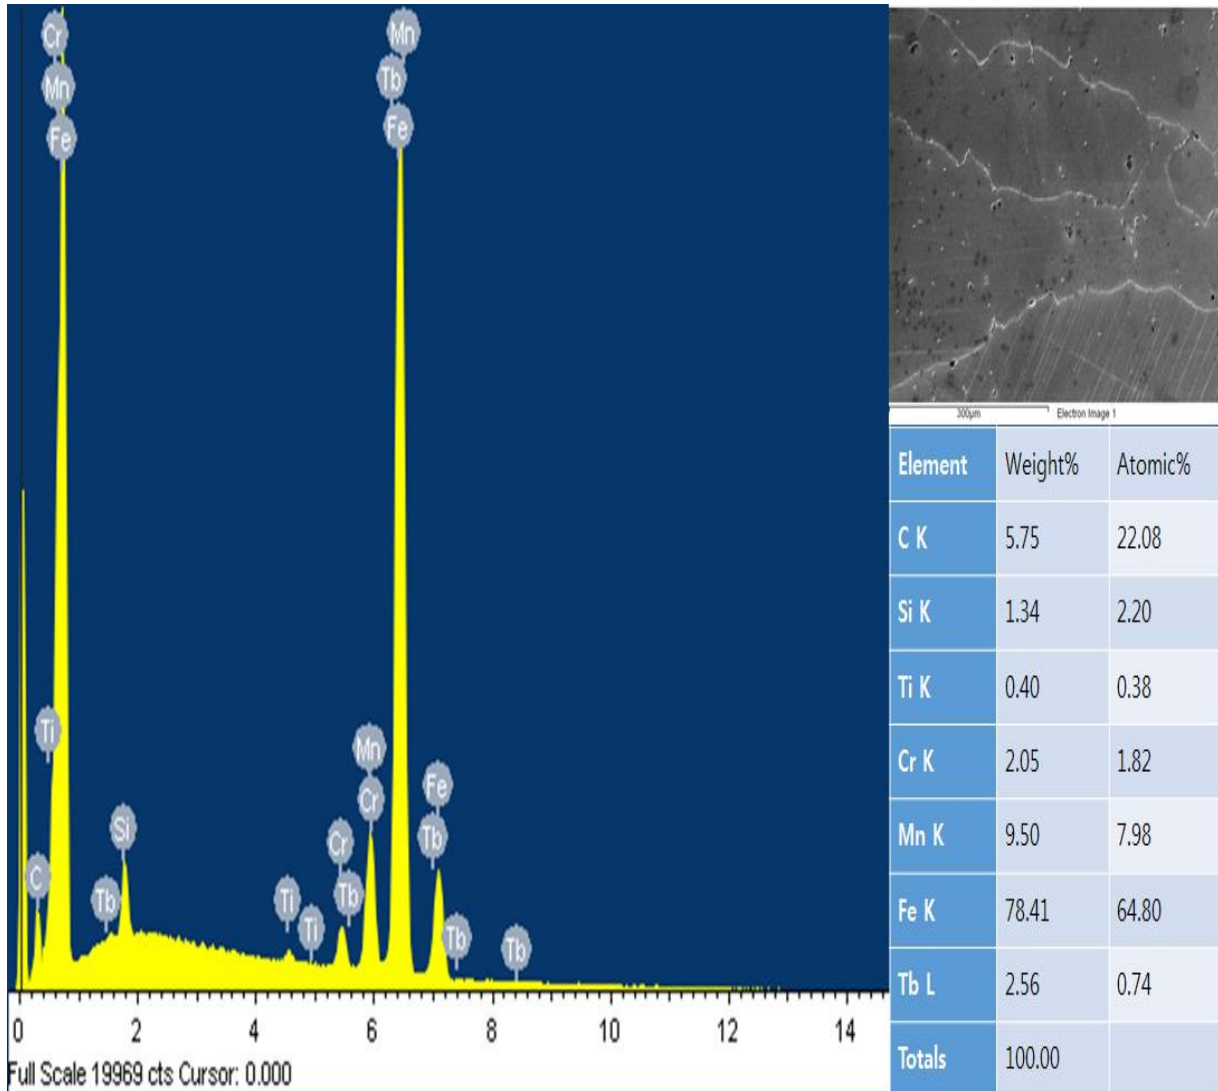 Cr
Mn
Fe
Ti
C
Tb
Si
Ti
Ti
Cr
Tb
Mn
Cr
Mn
Tb
Fe
Fe
Tb
Tb
Tb
0 2 4 6 8 10 12 14
Full Scale 19969 cts Cursor: 0.000
300µm Electron Image 1
Element Weight% Atomic%
C K 5.75 22.08
Si K 1.34 2.20
Ti K 0.40 0.38
Cr K 2.05 1.82
Mn K 9.50 7.98
Fe K 78.41 64.80
Tb L 2.56 0.74
Totals 100.00